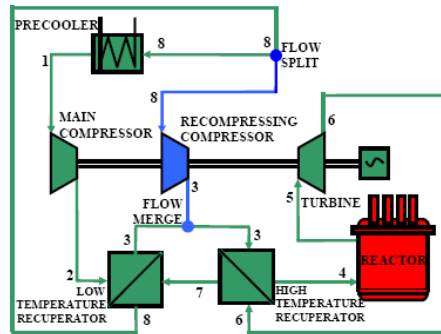 PRECOOLER
8
8
FLOW
SPLIT
1
8
6
MAIN
COMPRESSOR
RECOMPRESSING
COMPRESSOR
3
FLOW
MERGE
5
TURBINE
3
3
REACTOR
2
4
LOW
TEMPERATURE
RECUPERATOR
7
HIGH
TEMPERATURE
RECUPERATOR
8
6